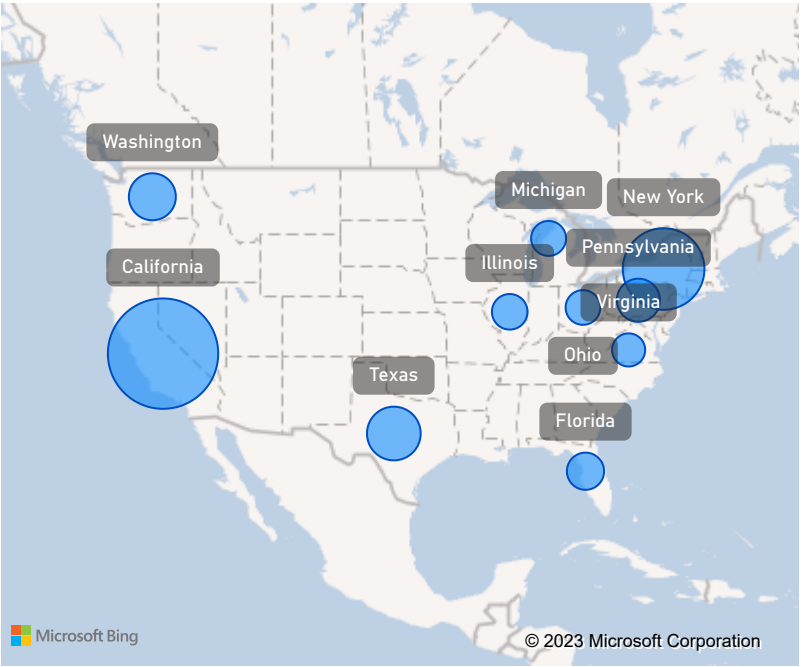 Washington
Michigan
New York
Pennsylvania
California
Illinois
Virginia
Ohio
Texas
Florida
Microsoft Bing
© 2023 Microsoft Corporation